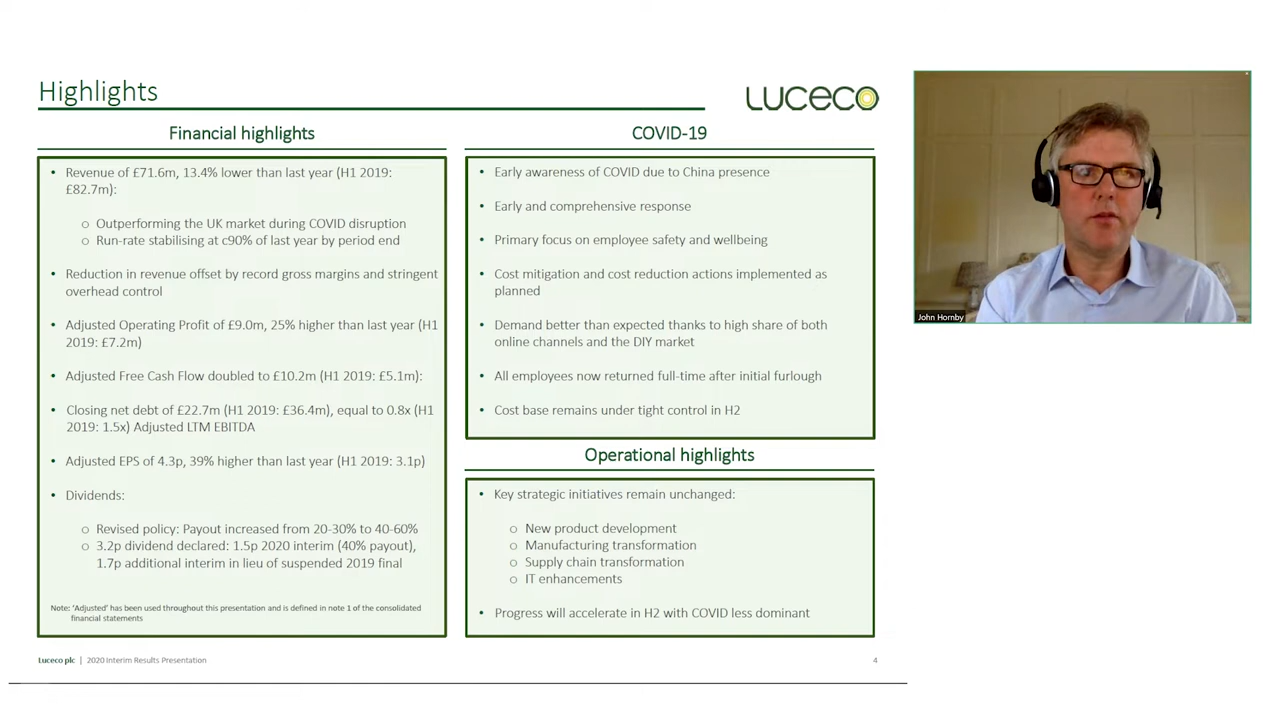 Highlights
LUCECO
Financial highlights
• Revenue of £71.6m, 13.4% lower than last year (H1 2019:
£82.7m):
o Outperforming the UK market during COVID disruption
o Run-rate stabilising at c90% of last year by period end
• Reduction in revenue offset by record gross margins and stringent
overhead control
• Adjusted Operating Profit of £9.0m, 25% higher than last year (H1
2019: £7.2m)
• Adjusted Free Cash Flow doubled to £10.2m (H1 2019: £5.1m):
• Closing net debt of £22.7m (H1 2019: £36.4m), equal to 0.8x (H1
2019: 1.5x) Adjusted LTM EBITDA
• Adjusted EPS of 4.3p, 39% higher than last year (H1 2019: 3.1p)
• Dividends:
o Revised policy: Payout increased from 20-30% to 40-60%
o 3.2p dividend declared: 1.5p 2020 interim (40% payout),
1.7p additional interim in lieu of suspended 2019 final
Note: 'Adjusted' has been used throughout this presentation and is defined in note 1 of the consolidated
financial statements
COVID-19
• Early awareness of COVID due to China presence
• Early and comprehensive response
• Primary focus on employee safety and wellbeing
• Cost mitigation and cost reduction actions implemented as
planned
• Demand better than expected thanks to high share of both
online channels and the DIY market
• All employees now returned full-time after initial furlough
• Cost base remains under tight control in H2
Operational highlights
• Key strategic initiatives remain unchanged:
o New product development
o Manufacturing transformation
o Supply chain transformation
o IT enhancements
• Progress will accelerate in H2 with COVID less dominant
Luceco plc | 2020 Interim Results Presentation
4
John Hornby